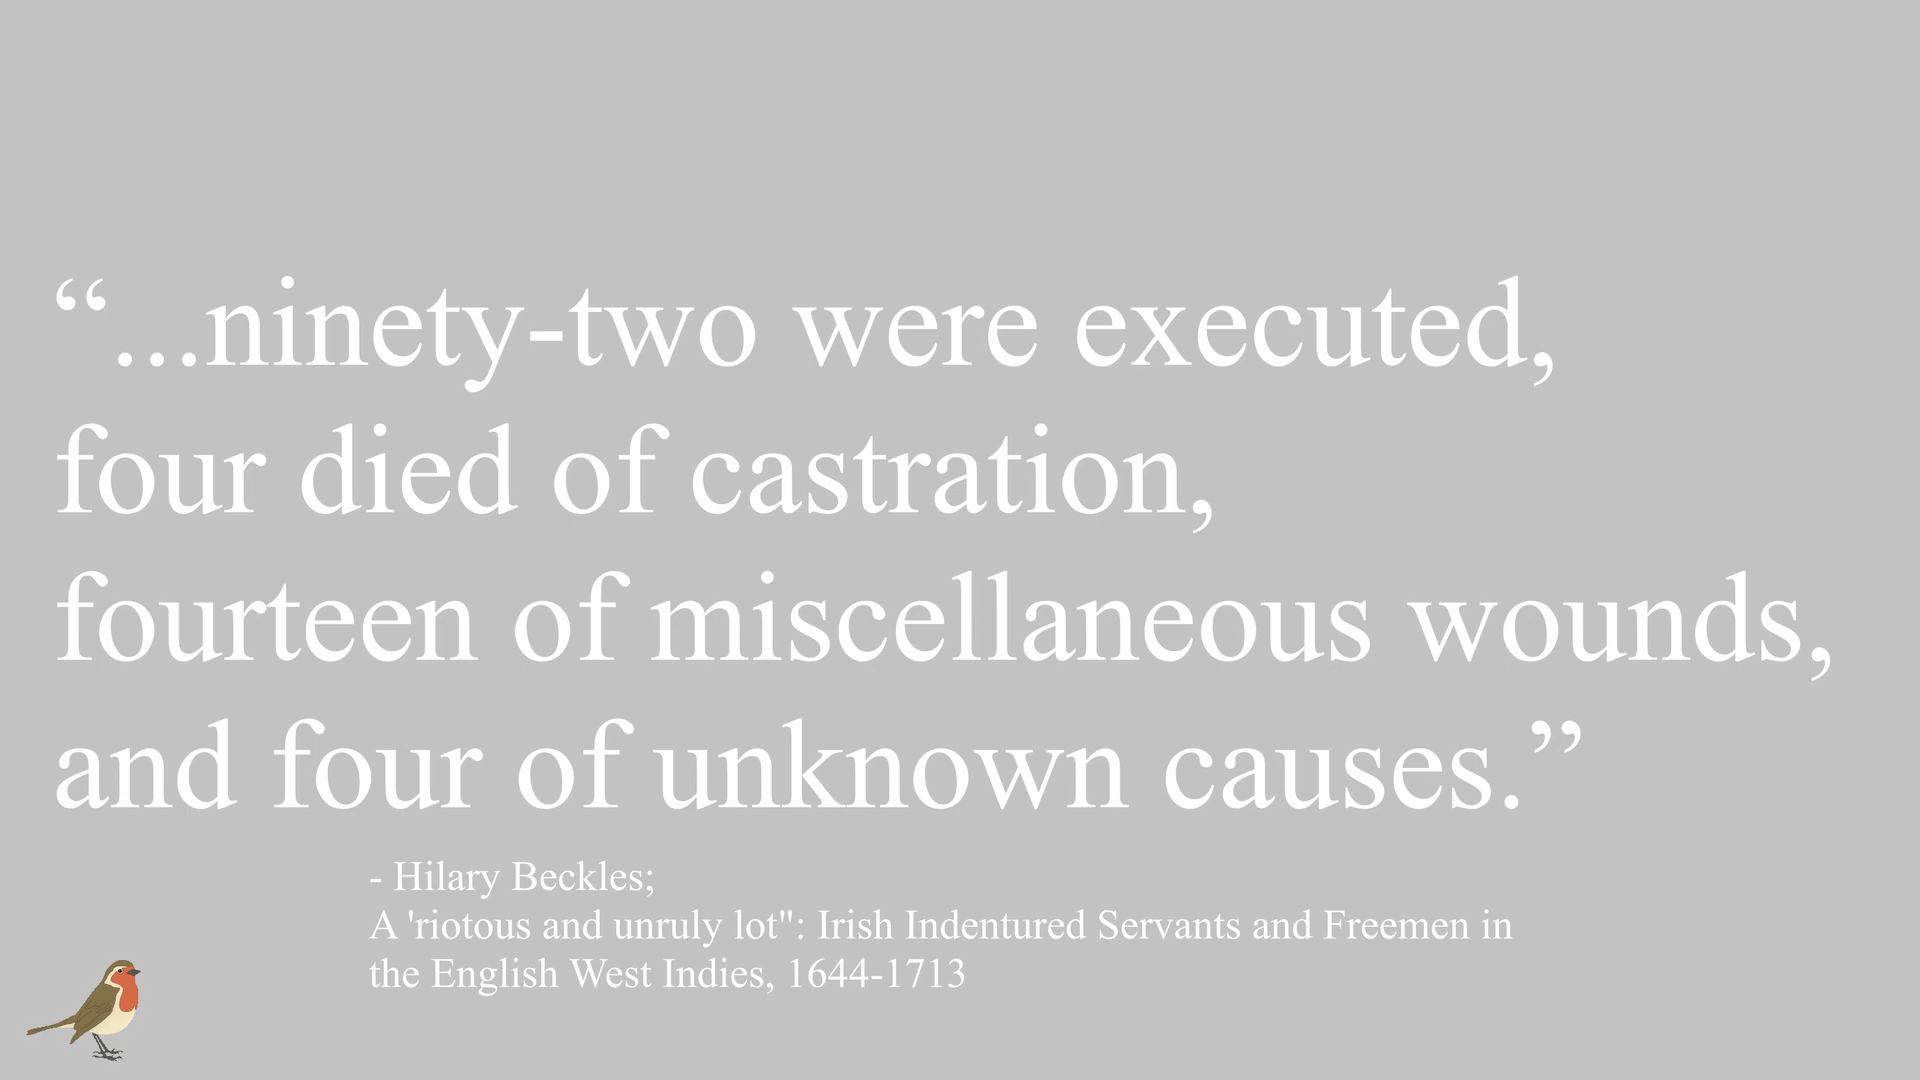 “...ninety-two were executed,
four died of castration,
fourteen of miscellaneous wounds,
and four of unknown causes.”
- Hilary Beckles;
A 'riotous and unruly lot": Irish Indentured Servants and Freemen in
the English West Indies, 1644-1713